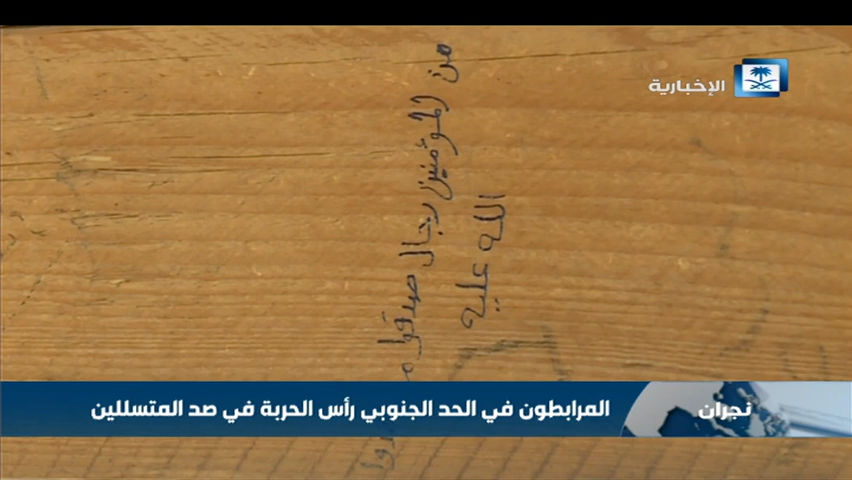 الإخبارية
من المؤمنين رجال صدقوا
الله عليه
نجران
المرابطون في الحد الجنوبي رأس الحربة في صد المتسللين